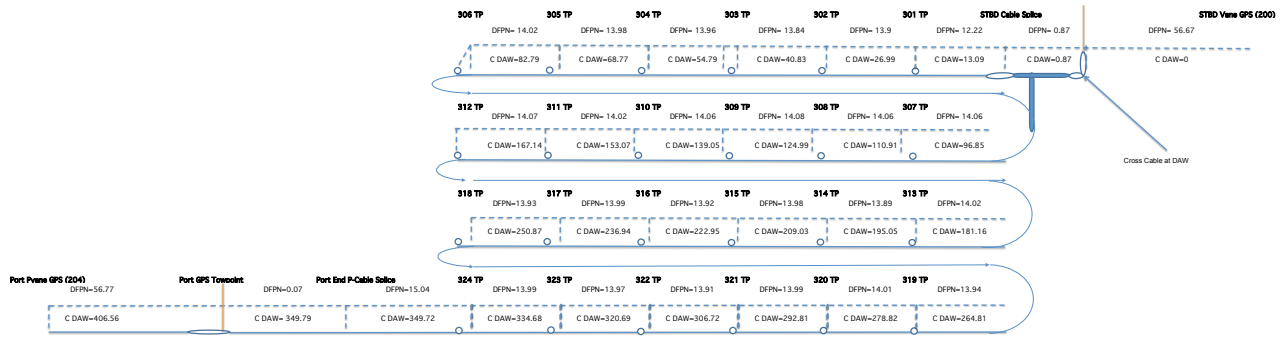 306 TP 305 TP 304 TP 303 TP 302 TP 301 TP STBD Cable Splice STBD Vane GPS (200)
DFPN= 14.02 DFPN= 13.98 DFPN= 13.96 DFPN= 13.84 DFPN= 13.9 DFPN= 12.22 DFPN= 0.87 DFPN= 56.67
C DAW=82.79 C DAW=68.77 C DAW=54.79 C DAW=40.83 C DAW=26.99 C DAW=13.09 C DAW=0.87 C DAW=0
312 TP 311 TP 310 TP 309 TP 308 TP 307 TP
DFPN= 14.07 DFPN= 14.02 DFPN= 14.06 DFPN= 14.08 DFPN= 14.06 DFPN= 14.06
C DAW=167.14 C DAW=153.07 C DAW=139.05 C DAW=124.99 C DAW=110.91 C DAW=96.85
Cross Cable at DAW
318 TP 317 TP 316 TP 315 TP 314 TP 313 TP
DFPN=13.93 DFPN=13.99 DFPN=13.92 DFPN=13.98 DFPN=13.89 DFPN=14.02
C DAW=250.87 C DAW=236.94 C DAW=222.95 C DAW=209.03 C DAW=195.05 C DAW=181.16
Port Pvane GPS (204) Port GPS Towpoint Port End P-Cable Splice 324 TP 323 TP 322 TP 321 TP 320 TP 319 TP
DFPN=56.77 DFPN=0.07 DFPN=15.04 DFPN=13.99 DFPN=13.97 DFPN=13.91 DFPN=13.99 DFPN=14.01 DFPN=13.94
C DAW=406.56 C DAW= 349.79 C DAW=349.72 C DAW=334.68 C DAW=320.69 C DAW=306.72 C DAW=292.81 C DAW=278.82 C DAW=264.81